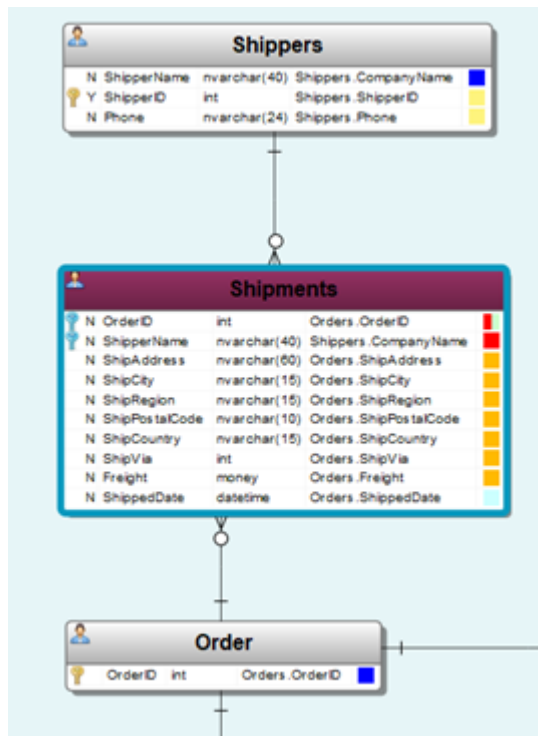 Shippers
N ShipperName nvarchar(40) Shippers.CompanyName
Y ShipperID int Shippers.ShipperID
N Phone nvarchar(24) Shippers.Phone
Shipments
N OrderID int Orders.OrderID
N ShipperName nvarchar(40) Shippers.CompanyName
N ShipAddress nvarchar(60) Orders.ShipAddress
N ShipCity nvarchar(15) Orders.ShipCity
N ShipRegion nvarchar(15) Orders.ShipRegion
N ShipPostalCode nvarchar(10) Orders.ShipPostalCode
N ShipCountry nvarchar(15) Orders.ShipCountry
N ShipVia int Orders.ShipVia
N Freight money Orders.Freight
N ShippedDate datetime Orders.ShippedDate
Order
OrderID int Orders.OrderID